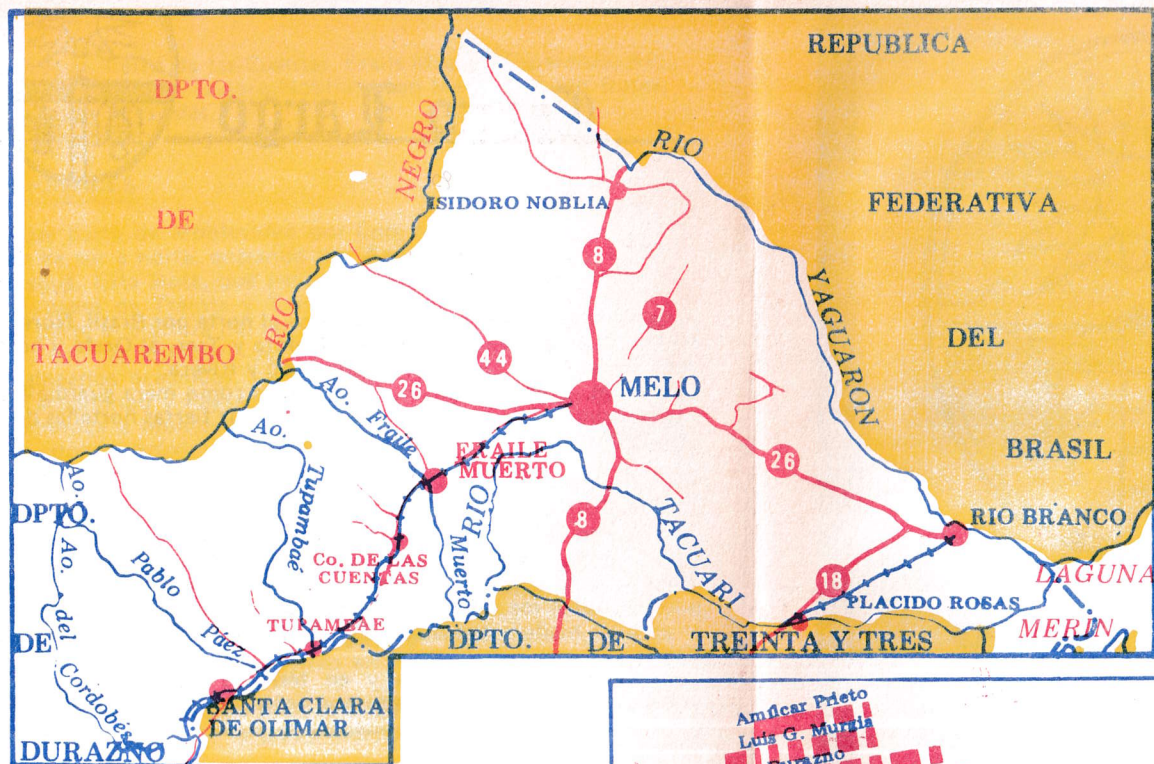 REPUBLICA
FEDERATIVA
DEL
BRASIL
DPTO.
DE
TACUAREMBO
RIO
NEGRO
RIO
YAGUARON
ISIDORO NOBLIA
8
7
44
26
MELO
26
Ao.
Fraile
Muerto
FRAILE
MUERTO
Ao.
Tupambaé
RIO
TACUARI
8
RIO BRANCO
18
PLACIDO ROSAS
LAGUNA
MERIN
Co. DE LAS
CUENTAS
TUPAMBAE
Ao.
Pablo
Páez
Ao.
del
Cordobés
DPTO.
DE
DURAZNO
SANTA CLARA
DE OLIMAR
DPTO. DE TREINTA Y TRES
Amílcar Prieto
Luis G. Murguia
Durazno